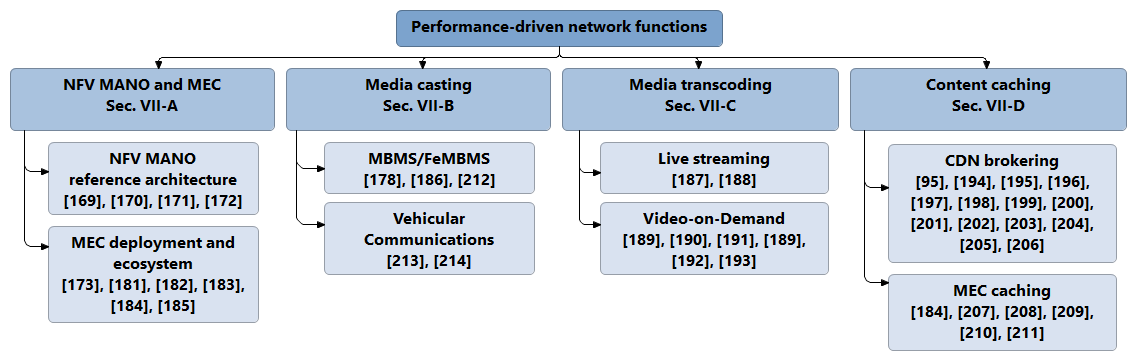 Performance-driven network functions
NFV MANO and MEC
Sec. VII-A
NFV MANO
reference architecture
[169], [170], [171], [172]
MEC deployment and
ecosystem
[173], [181], [182], [183],
[184], [185]
Media casting
Sec. VII-B
MBMS/FeMBMS
[178], [186], [212]
Vehicular
Communications
[213], [214]
Media transcoding
Sec. VII-C
Live streaming
[187], [188]
Video-on-Demand
[189], [190], [191], [189],
[192], [193]
Content caching
Sec. VII-D
CDN brokering
[95], [194], [195], [196],
[197], [198], [199], [200],
[201], [202], [203], [204],
[205], [206]
MEC caching
[184], [207], [208], [209],
[210], [211]